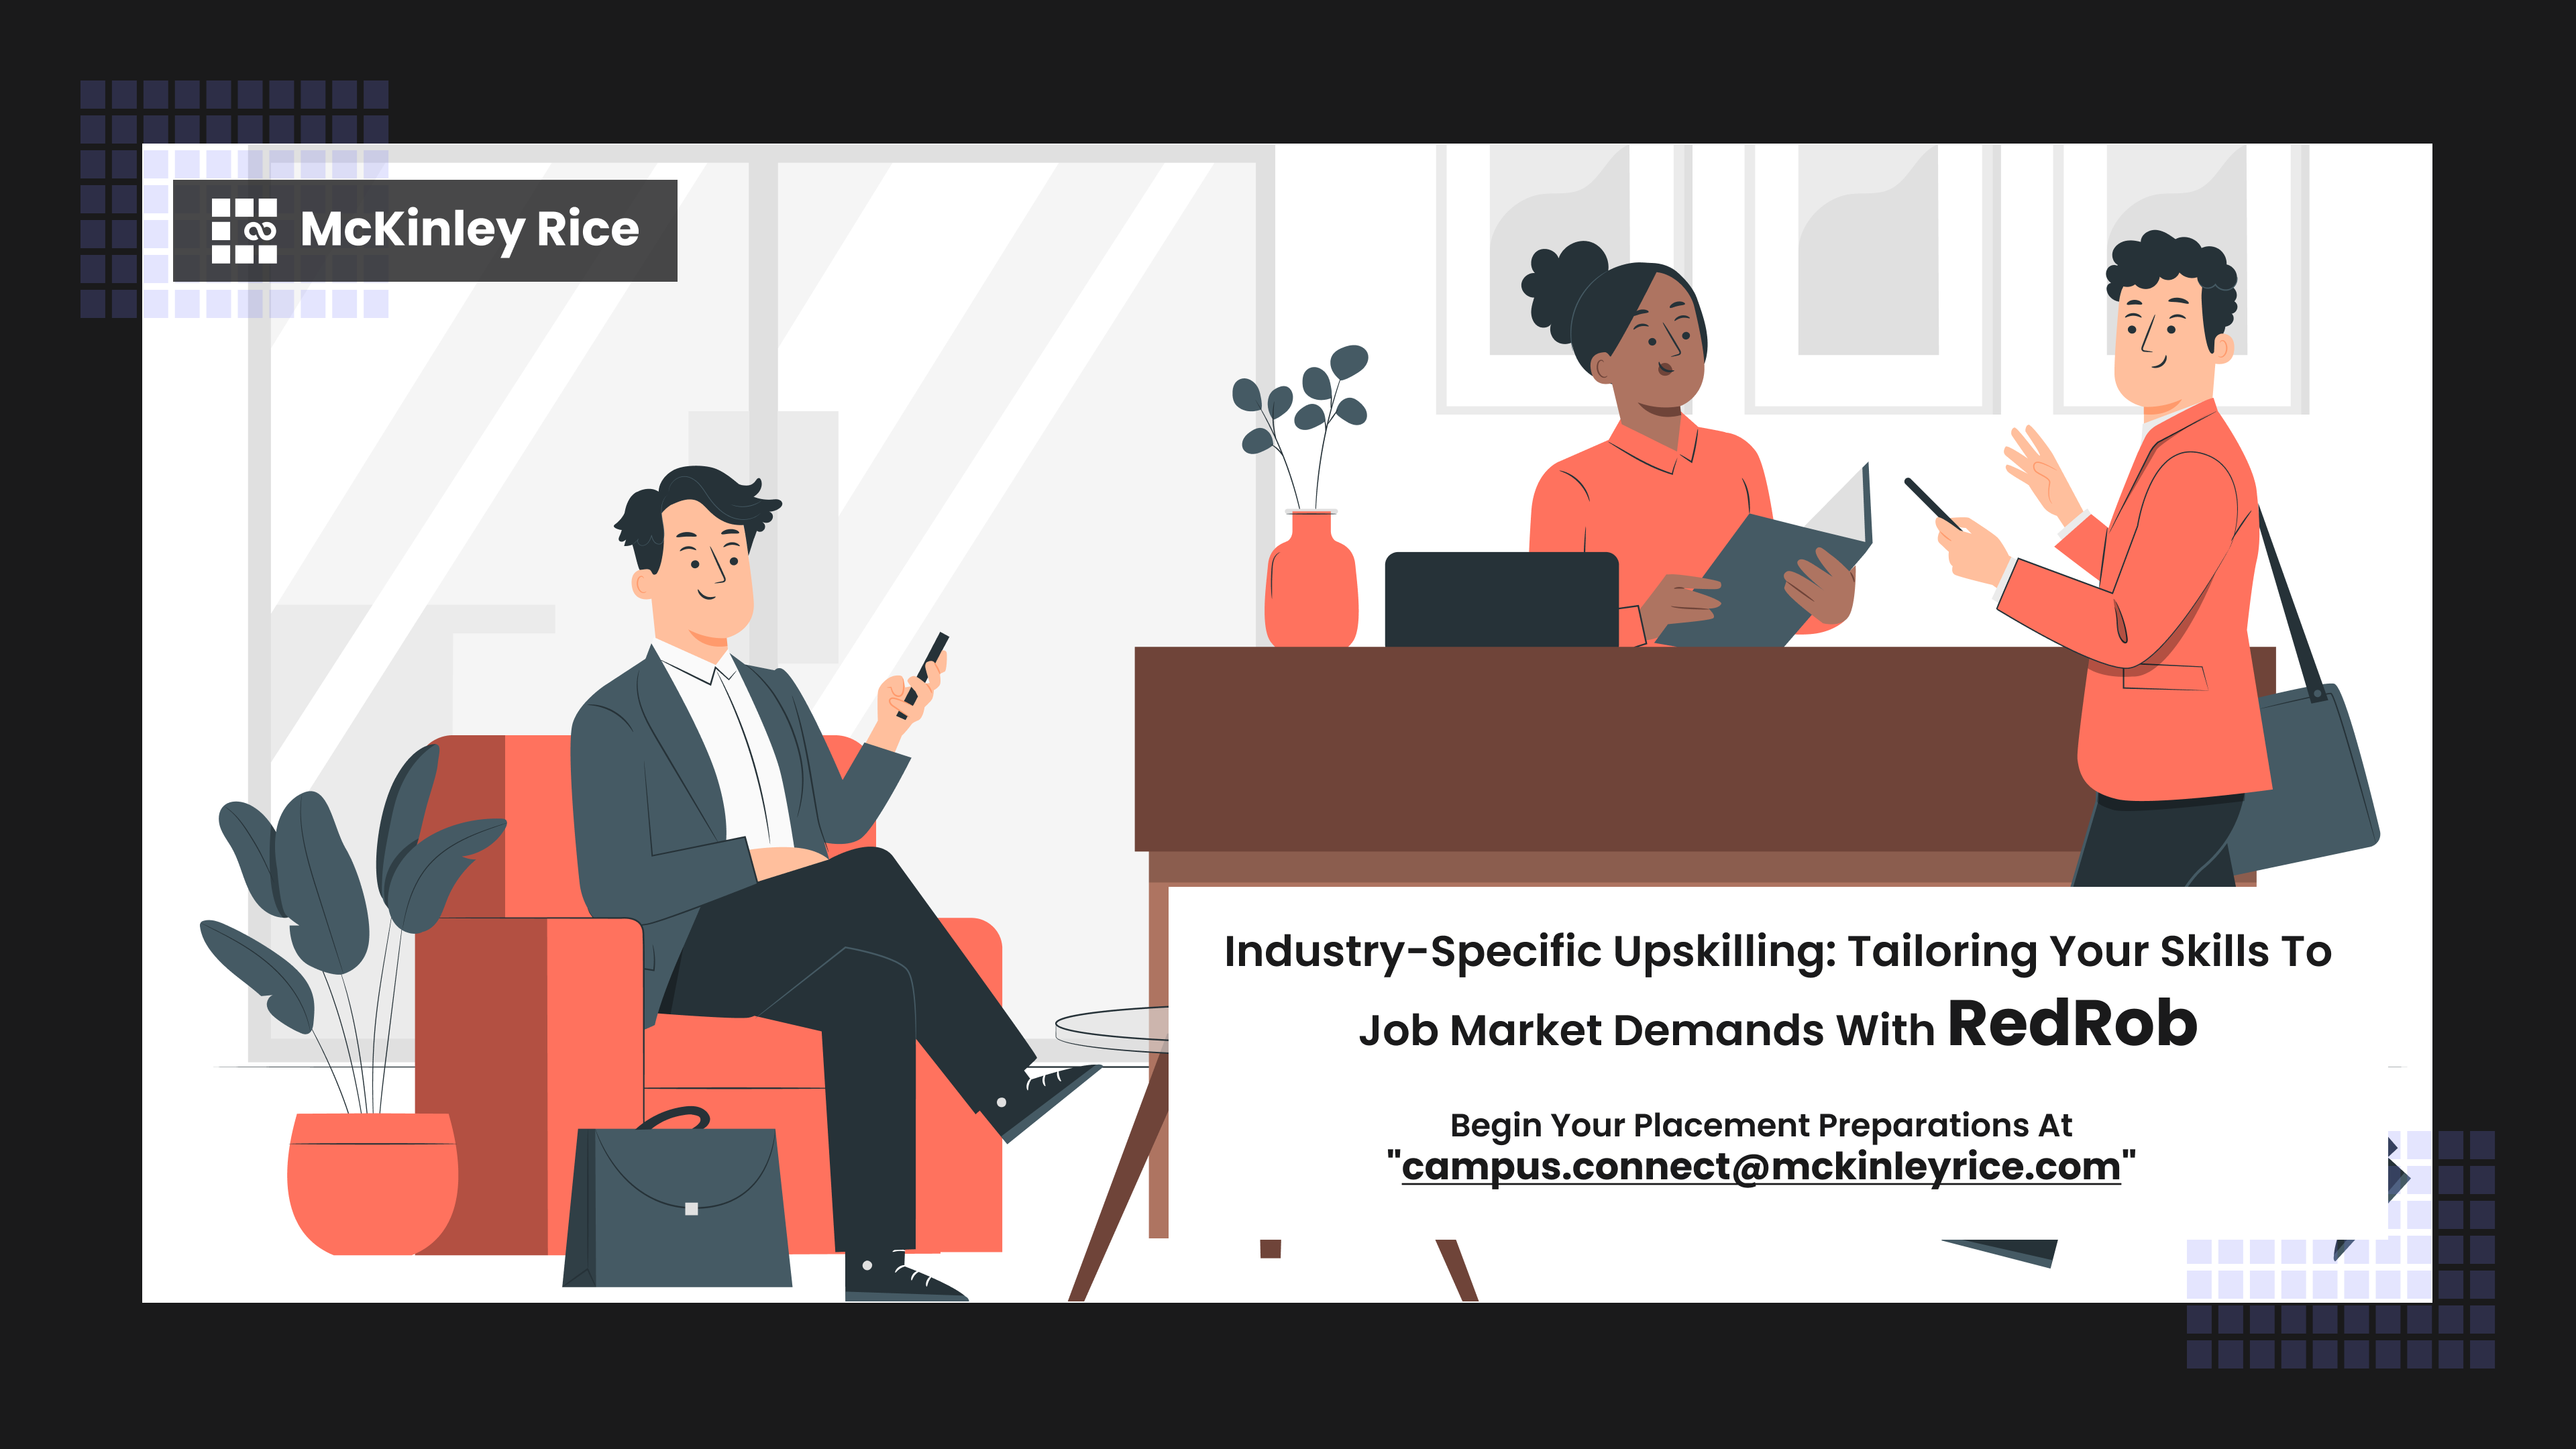 McKinley Rice
Industry-Specific Upskilling: Tailoring Your Skills To
Job Market Demands With RedRob
Begin Your Placement Preparations At
"campus.connect@mckinleyrice.com"